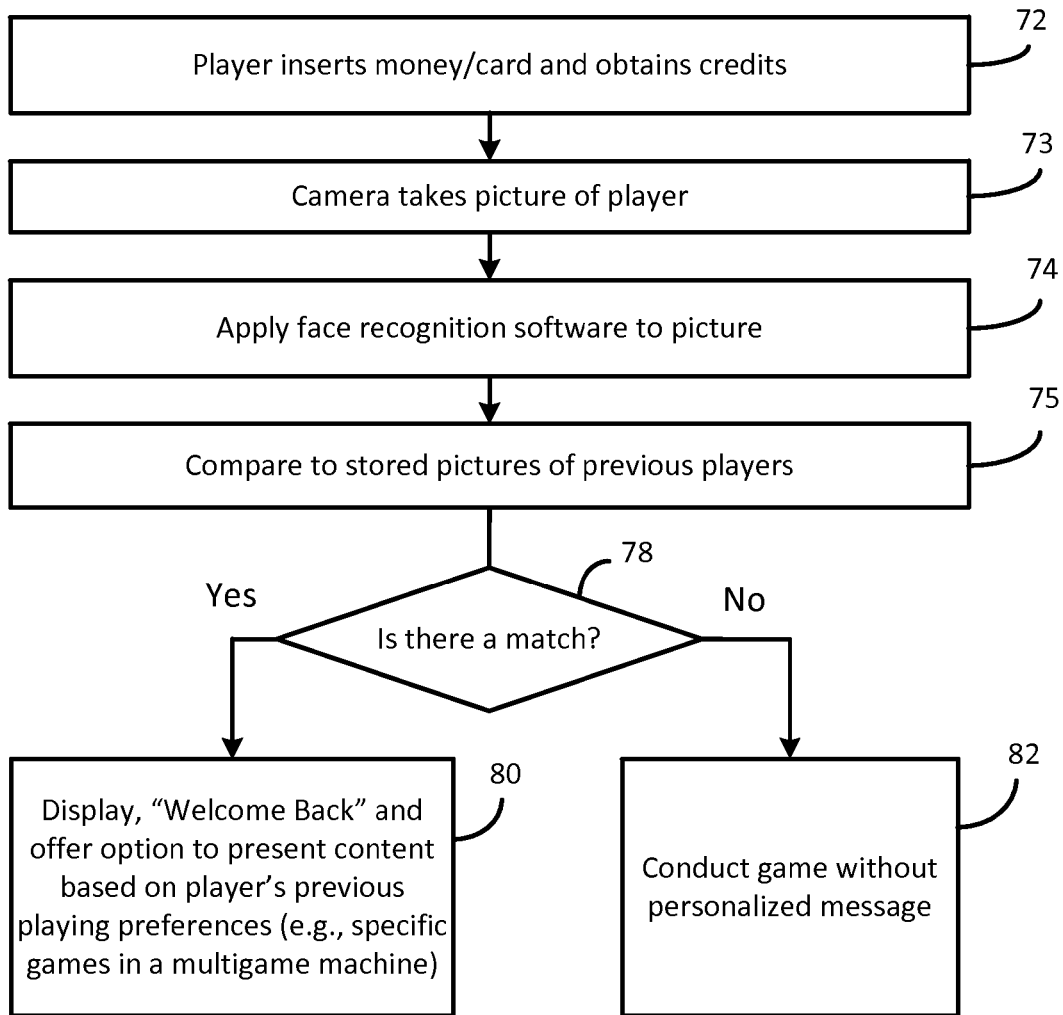 72
Player inserts money/card and obtains credits
73
Camera takes picture of player
74
Apply face recognition software to picture
75
Compare to stored pictures of previous players
78
Yes
No
Is there a match?
80
Display, “Welcome Back” and
offer option to present content
based on player’s previous
playing preferences (e.g., specific
games in a multigame machine)
82
Conduct game without
personalized message